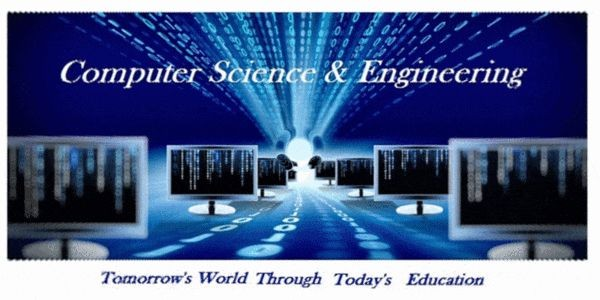 Computer Science & Engineering
Tomorrow's World Through Today's Education